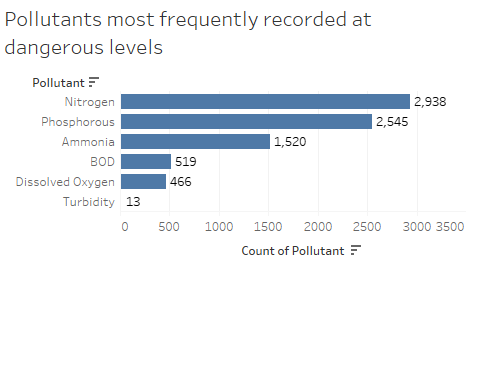 Pollutants most frequently recorded at
dangerous levels
Pollutant
Nitrogen 2,938
Phosphorous 2,545
Ammonia 1,520
BOD 519
Dissolved Oxygen 466
Turbidity 13
0 500 1000 1500 2000 2500 3000 3500
Count of Pollutant